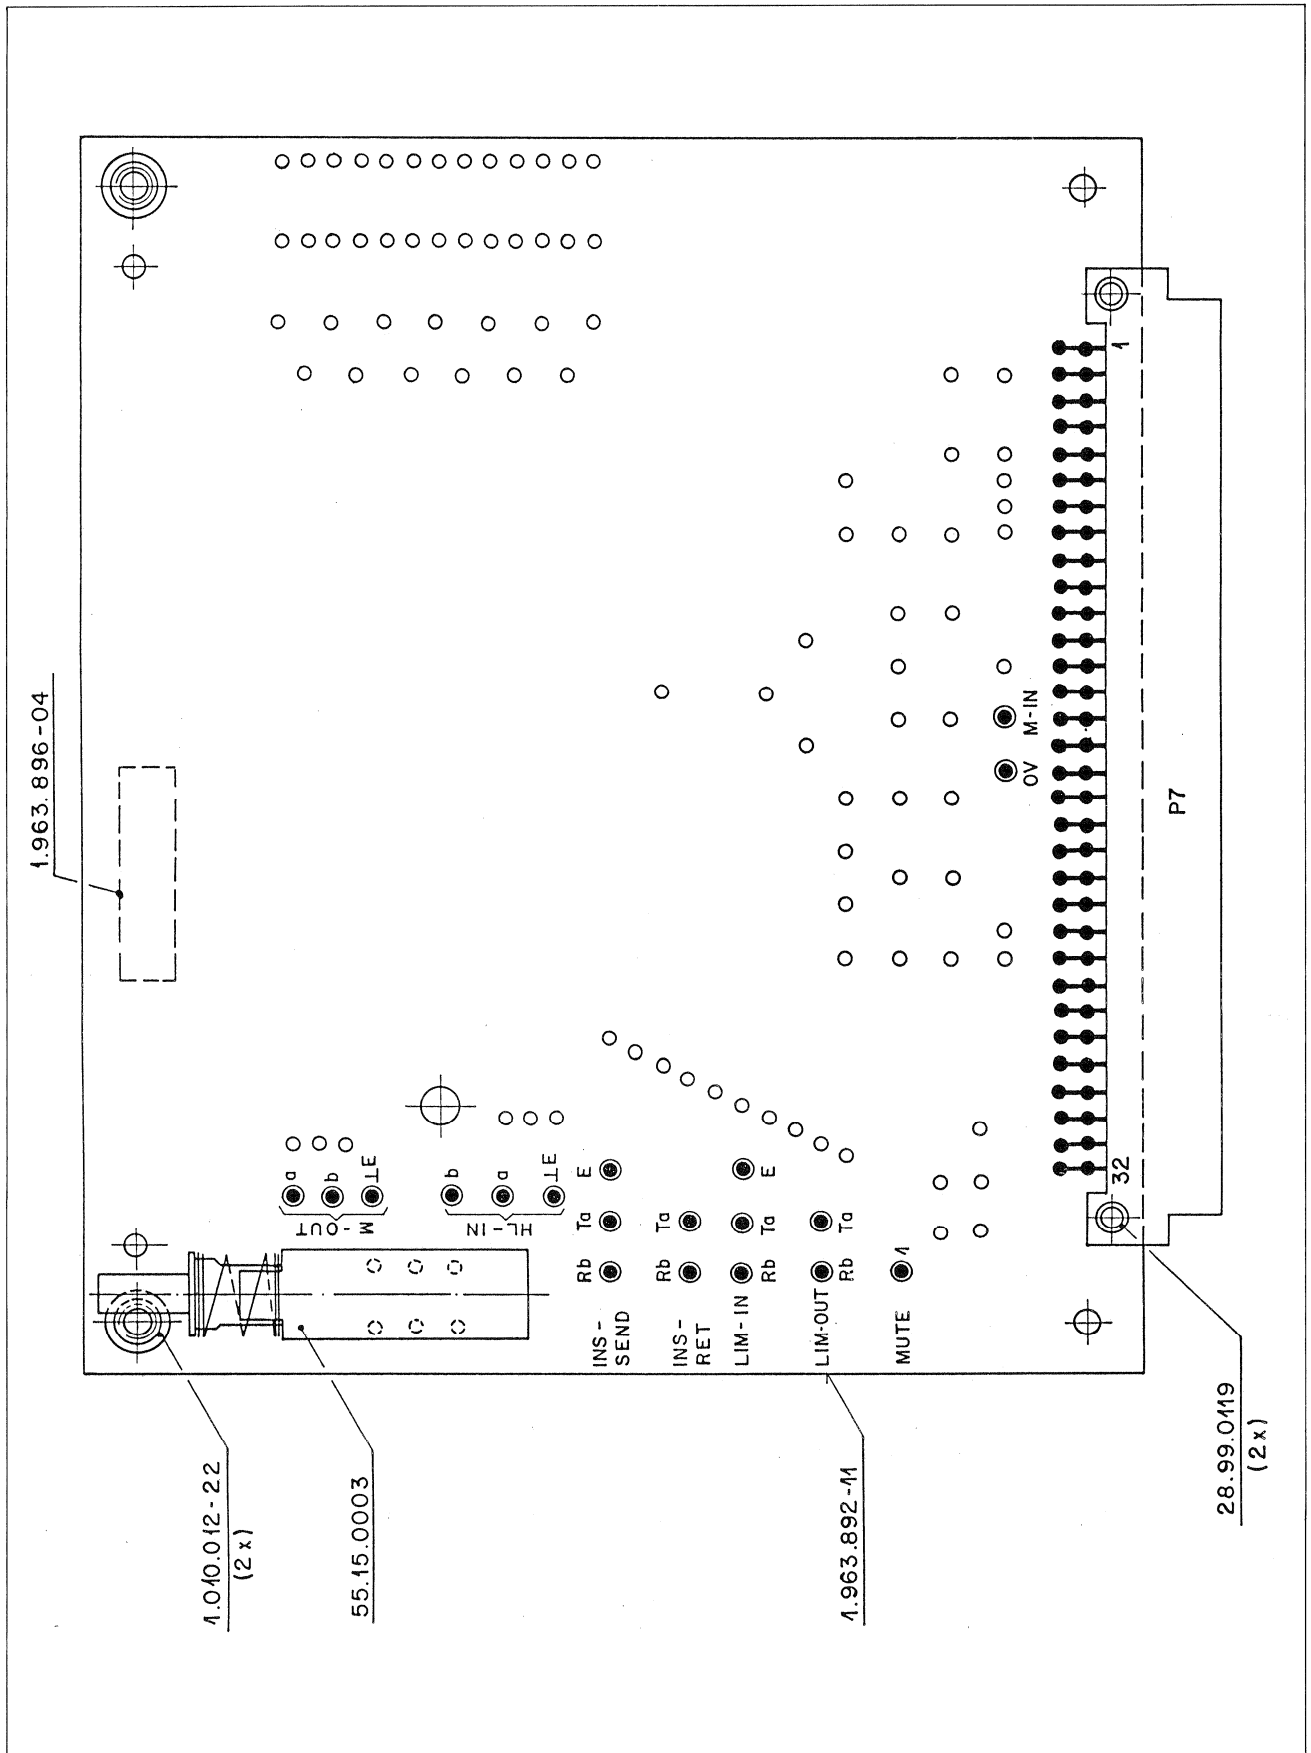 1.963.896-04
1
M-IN
0V
P7
32
a
b
⊥E
M-OUT
b
a
⊥E
HL-IN
INS-
SEND
Rb
Ta
E
INS-
RET
Rb
Ta
LIM-IN
Rb
Ta
E
LIM-OUT
Rb
Ta
MUTE
1
1.010.012-22
(2x)
55.15.0003
1.963.892-11
28.99.0119
(2x)